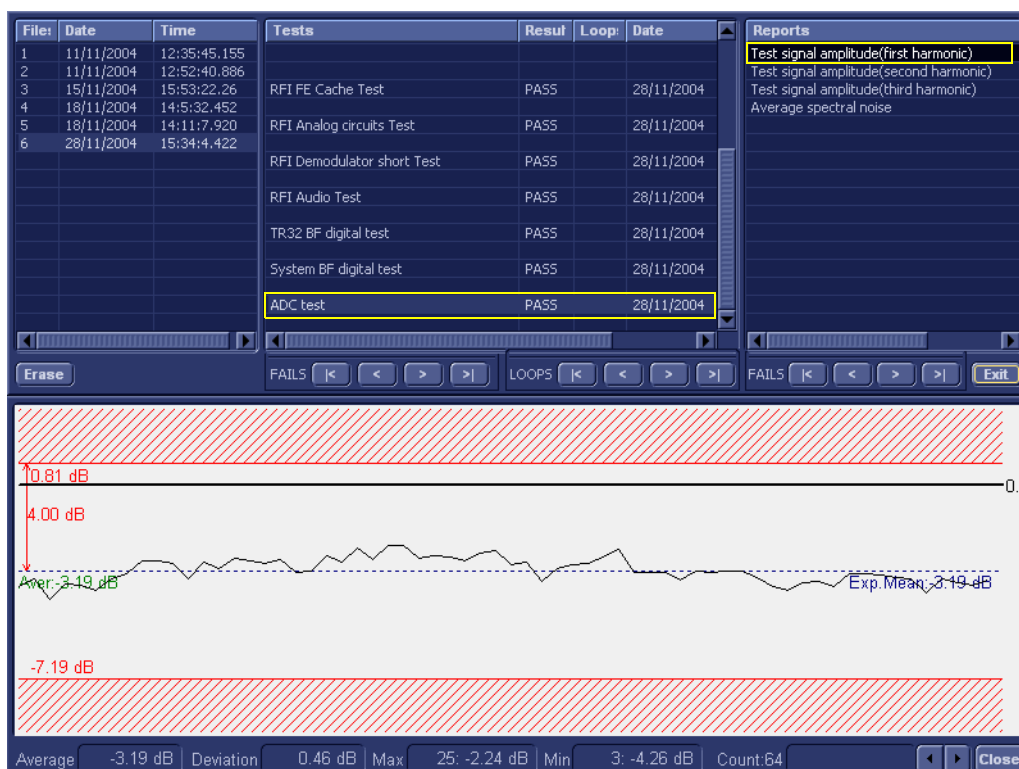 File: Date Time
1 11/11/2004 12:35:45.155
2 11/11/2004 12:52:40.886
3 15/11/2004 15:53:22.26
4 18/11/2004 14:5:32.452
5 18/11/2004 14:11:7.920
6 28/11/2004 15:34:4.422
Erase
Tests Resul Loop: Date
RFI FE Cache Test PASS 28/11/2004
RFI Analog circuits Test PASS 28/11/2004
RFI Demodulator short Test PASS 28/11/2004
RFI Audio Test PASS 28/11/2004
TR32 BF digital test PASS 28/11/2004
System BF digital test PASS 28/11/2004
ADC test PASS 28/11/2004
FAILS |< < > >| LOOPS |< < > >|
Reports
Test signal amplitude(first harmonic)
Test signal amplitude(second harmonic)
Test signal amplitude(third harmonic)
Average spectral noise
FAILS |< < > >| Exit
0.81 dB
0.
4.00 dB
Aver:-3.19 dB
Exp.Mean:-3.19 dB
-7.19 dB
Average -3.19 dB Deviation 0.46 dB Max 25: -2.24 dB Min 3: -4.26 dB Count:64 Close